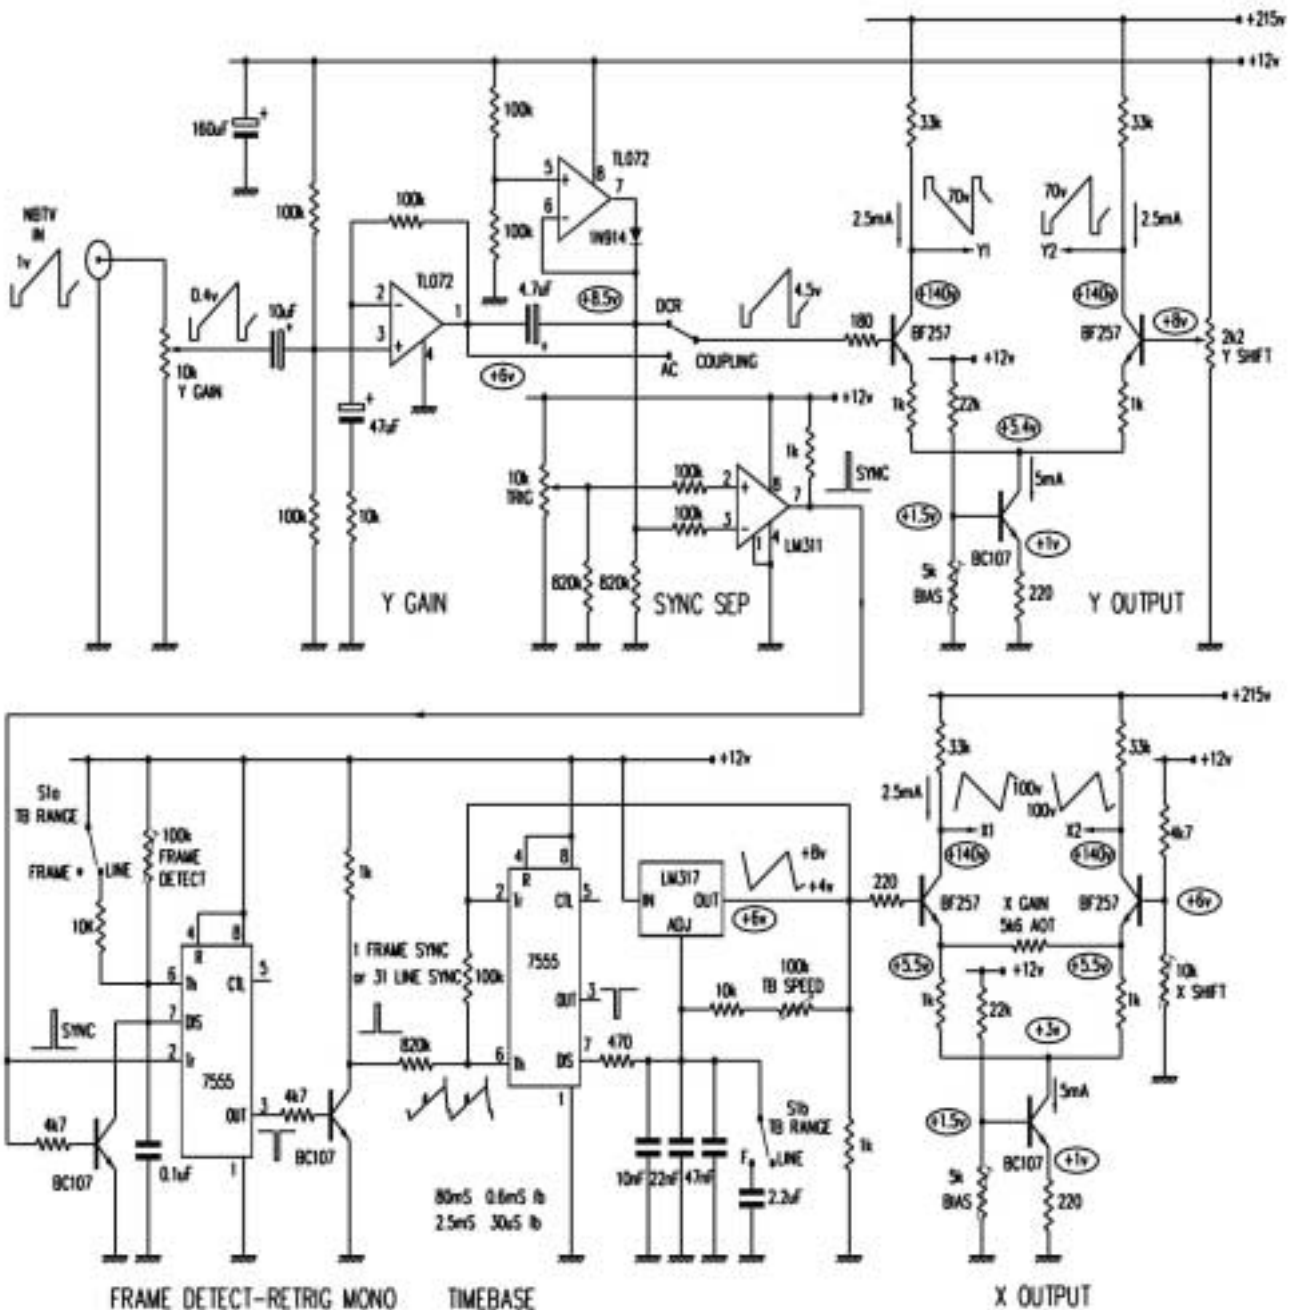 +215v
+12v
33k
33k
100k
160uF
+
TL072
5
8
7
6
+
-
70v
70v
NBTV
IN
1v
100k
100k
100k
1N914
2.5mA
2.5mA
Y1
Y2
0.4v
10uF
+
TL072
2
1
3
4
-
+
4.7uF
+
+8.5v
DCR
4.5v
+140v
+140v
180
BF257
BF257
+8v
2k2
Y SHIFT
10k
Y GAIN
AC
COUPLING
+6v
+12v
+12v
1k
22k
1k
47uF
+
+5.4v
1k
10k
TRIG
100k
2
8
7
SYNC
5mA
100k
10k
100k
3
1
4
+
-
LM311
+1.5v
BC107
+1v
820k
820k
5k
BIAS
220
Y GAIN
SYNC SEP
Y OUTPUT
+215v
33k
33k
+12v
+12v
S1a
TB RANGE
2.5mA
100v
100v
X1
X2
4k7
100k
FRAME
DETECT
FRAME
LINE
1k
4
8
R
2
Tr
CTL
5
LM317
IN
OUT
ADJ
+8v
+4v
+6v
+140v
+140v
220
BF257
X GAIN
5k6 AOT
BF257
+6v
10K
4
8
R
1 FRAME SYNC
or 31 LINE SYNC
100k
7555
6
Th
CTL
5
OUT
3
10k
100k
TB SPEED
+5.5v
+12v
+5.5v
10k
X SHIFT
1k
22k
1k
SYNC
7
DIS
2
Tr
820k
6
Th
DIS
7
470
+3v
7555
1
5mA
4k7
OUT
3
4k7
S1b
TB RANGE
+1.5v
BC107
+1v
BC107
0.1uF
1
BC107
10nF
22nF
47nF
F
LINE
1k
2.2uF
5k
BIAS
220
80mS 0.6mS fb
2.5mS 30uS fb
FRAME DETECT-RETRIG MONO
TIMEBASE
X OUTPUT